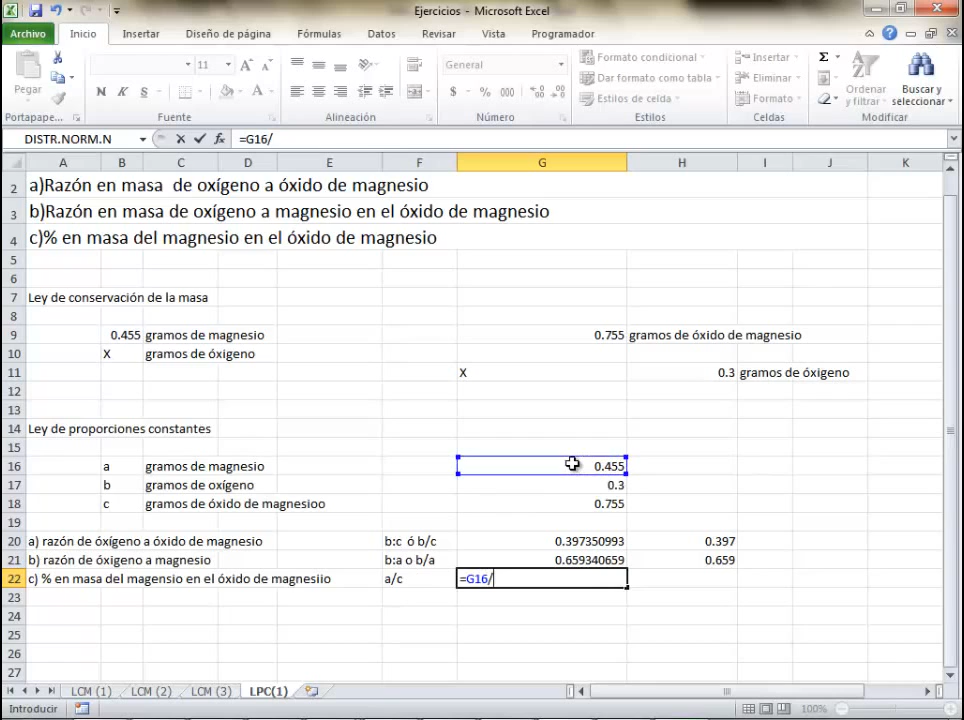 Ejercicios - Microsoft Excel
Archivo Inicio Insertar Diseño de página Fórmulas Datos Revisar Vista Programador
Pegar
N K S
11 A A
General
$ % 000
Formato condicional
Dar formato como tabla
Estilos de celda
Insertar
Eliminar
Formato
Σ
Ordenar y filtrar
Buscar y seleccionar
Portapape... Fuente Alineación Número Estilos Celdas Modificar
DISTR.NORM.N fx =G16/
A B C D E F G H I J K
2 a)Razón en masa de oxígeno a óxido de magnesio
3 b)Razón en masa de oxígeno a magnesio en el óxido de magnesio
4 c)% en masa del magnesio en el óxido de magnesio
5
6
7 Ley de conservación de la masa
8
9 0.455 gramos de magnesio 0.755 gramos de óxido de magnesio
10 X gramos de óxigeno
11 X 0.3 gramos de óxigeno
12
13
14 Ley de proporciones constantes
15
16 a gramos de magnesio 0.455
17 b gramos de oxígeno 0.3
18 c gramos de óxido de magnesioo 0.755
19
20 a) razón de óxígeno a óxido de magnesio b:c ó b/c 0.397350993 0.397
21 b) razón de óxigeno a magnesio b:a o b/a 0.659340659 0.659
22 c) % en masa del magensio en el óxido de magnesiio a/c =G16/
23
24
25
26
27
LCM (1) LCM (2) LCM (3) LPC(1)
Introducir 100%